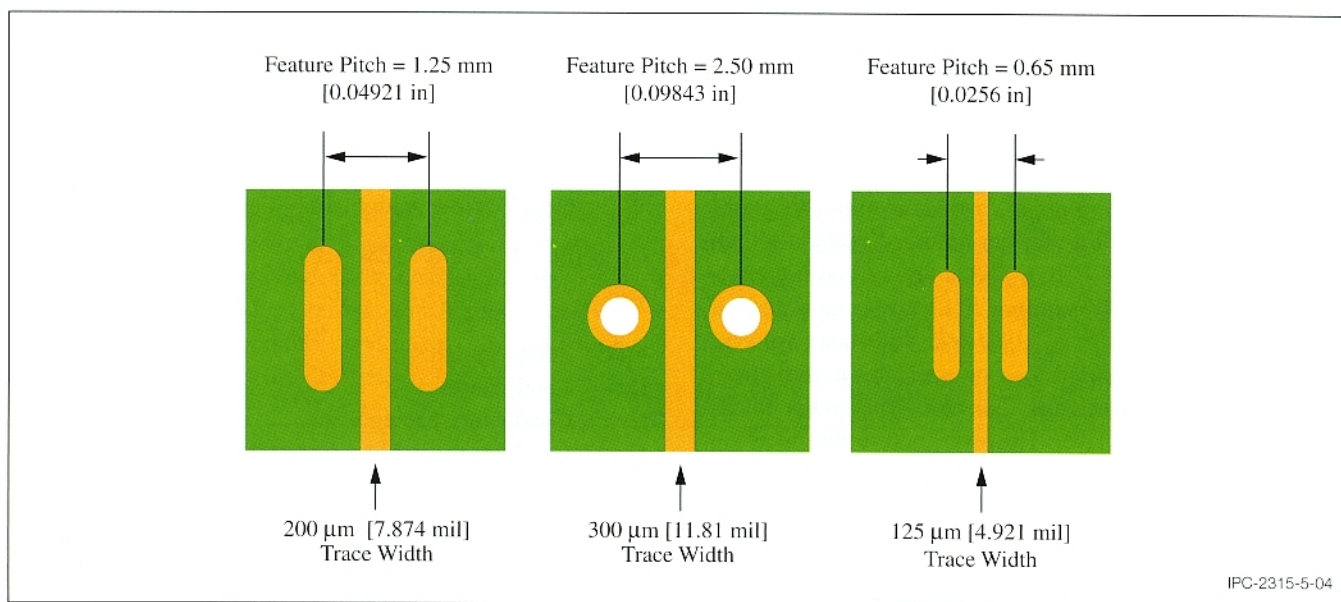 Feature Pitch = 1.25 mm
[0.04921 in]
Feature Pitch = 2.50 mm
[0.09843 in]
Feature Pitch = 0.65 mm
[0.0256 in]
200 μm [7.874 mil]
Trace Width
300 μm [11.81 mil]
Trace Width
125 μm [4.921 mil]
Trace Width
IPC-2315-5-04